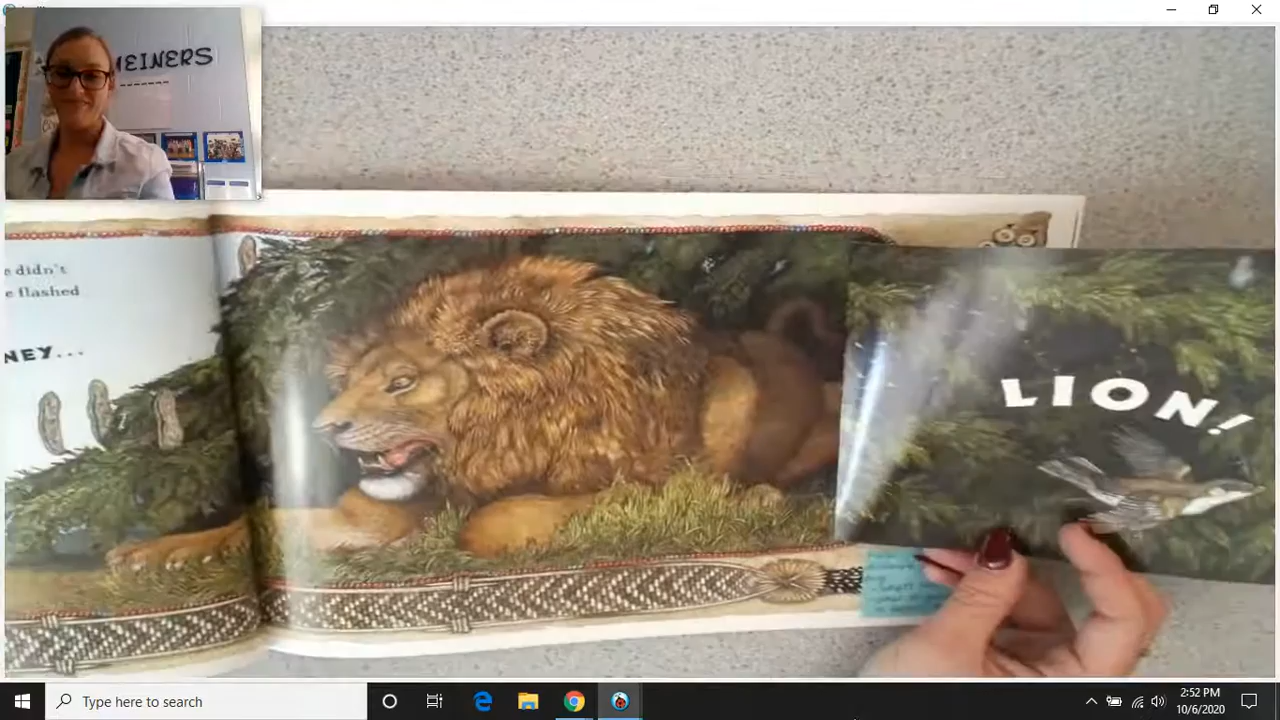 MEINERS
e didn't
e flashed
NEY...
LION!
Type here to search
2:52 PM
10/6/2020